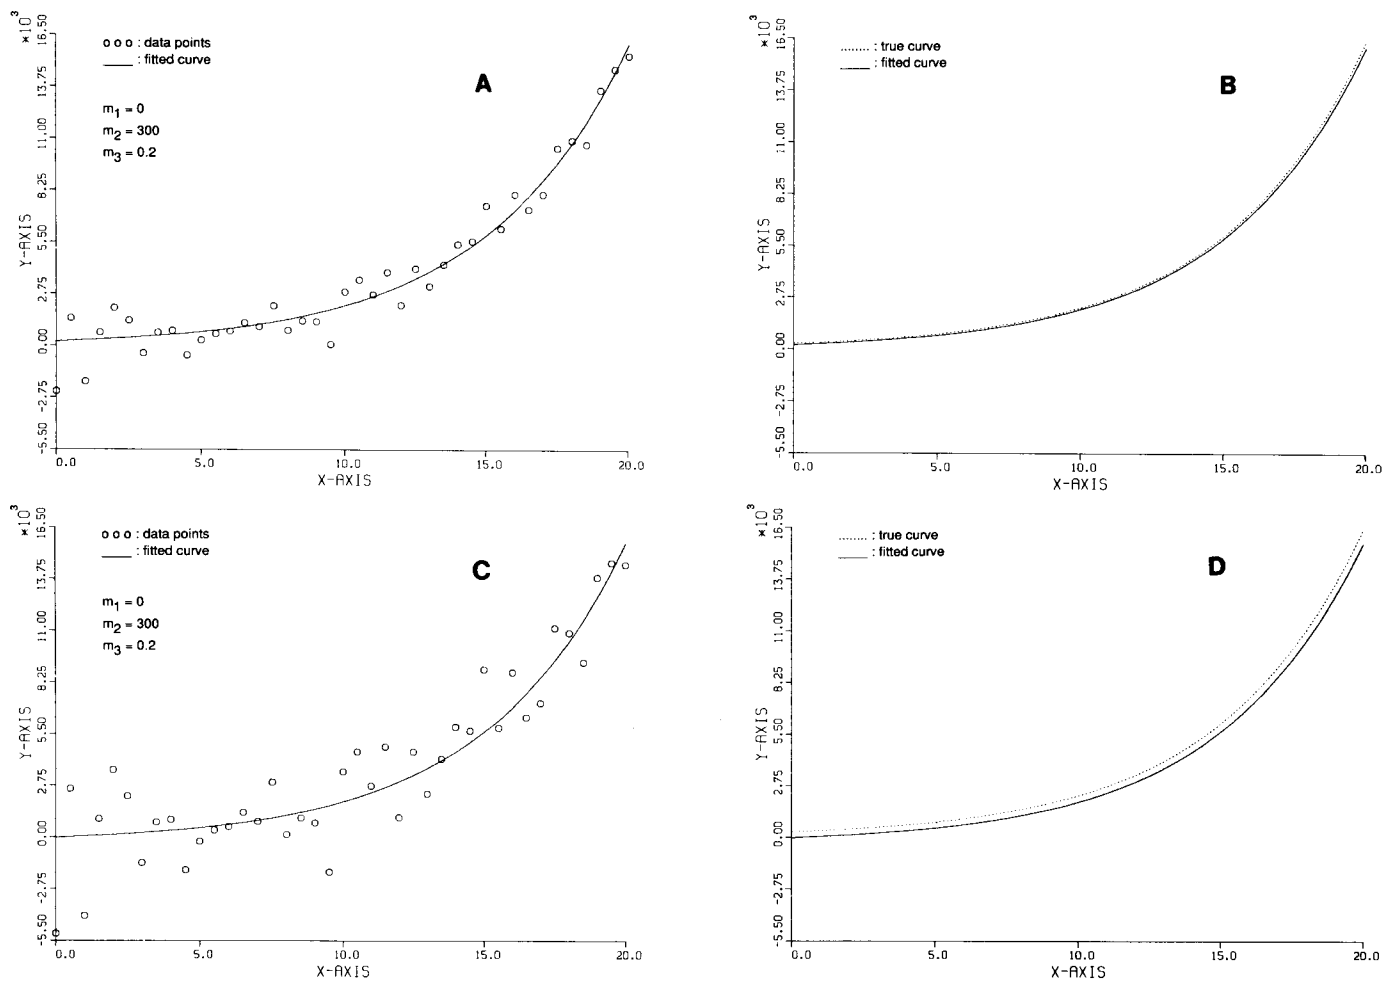 *10³
16.50
13.75
11.00
8.25
5.50
2.75
0.00
-2.75
-5.50
Y-AXIS
o o o : data points
___ : fitted curve
m1 = 0
m2 = 300
m3 = 0.2
A
0.0 5.0 10.0 15.0 20.0
X-AXIS
*10³
16.50
13.75
11.00
8.25
5.50
2.75
0.00
-2.75
-5.50
Y-AXIS
........ : true curve
___ : fitted curve
B
0.0 5.0 10.0 15.0 20.0
X-AXIS
*10³
16.50
13.75
11.00
8.25
5.50
2.75
0.00
-2.75
-5.50
Y-AXIS
o o o : data points
___ : fitted curve
m1 = 0
m2 = 300
m3 = 0.2
C
0.0 5.0 10.0 15.0 20.0
X-AXIS
*10³
16.50
13.75
11.00
8.25
5.50
2.75
0.00
-2.75
-5.50
Y-AXIS
........ : true curve
___ : fitted curve
D
0.0 5.0 10.0 15.0 20.0
X-AXIS